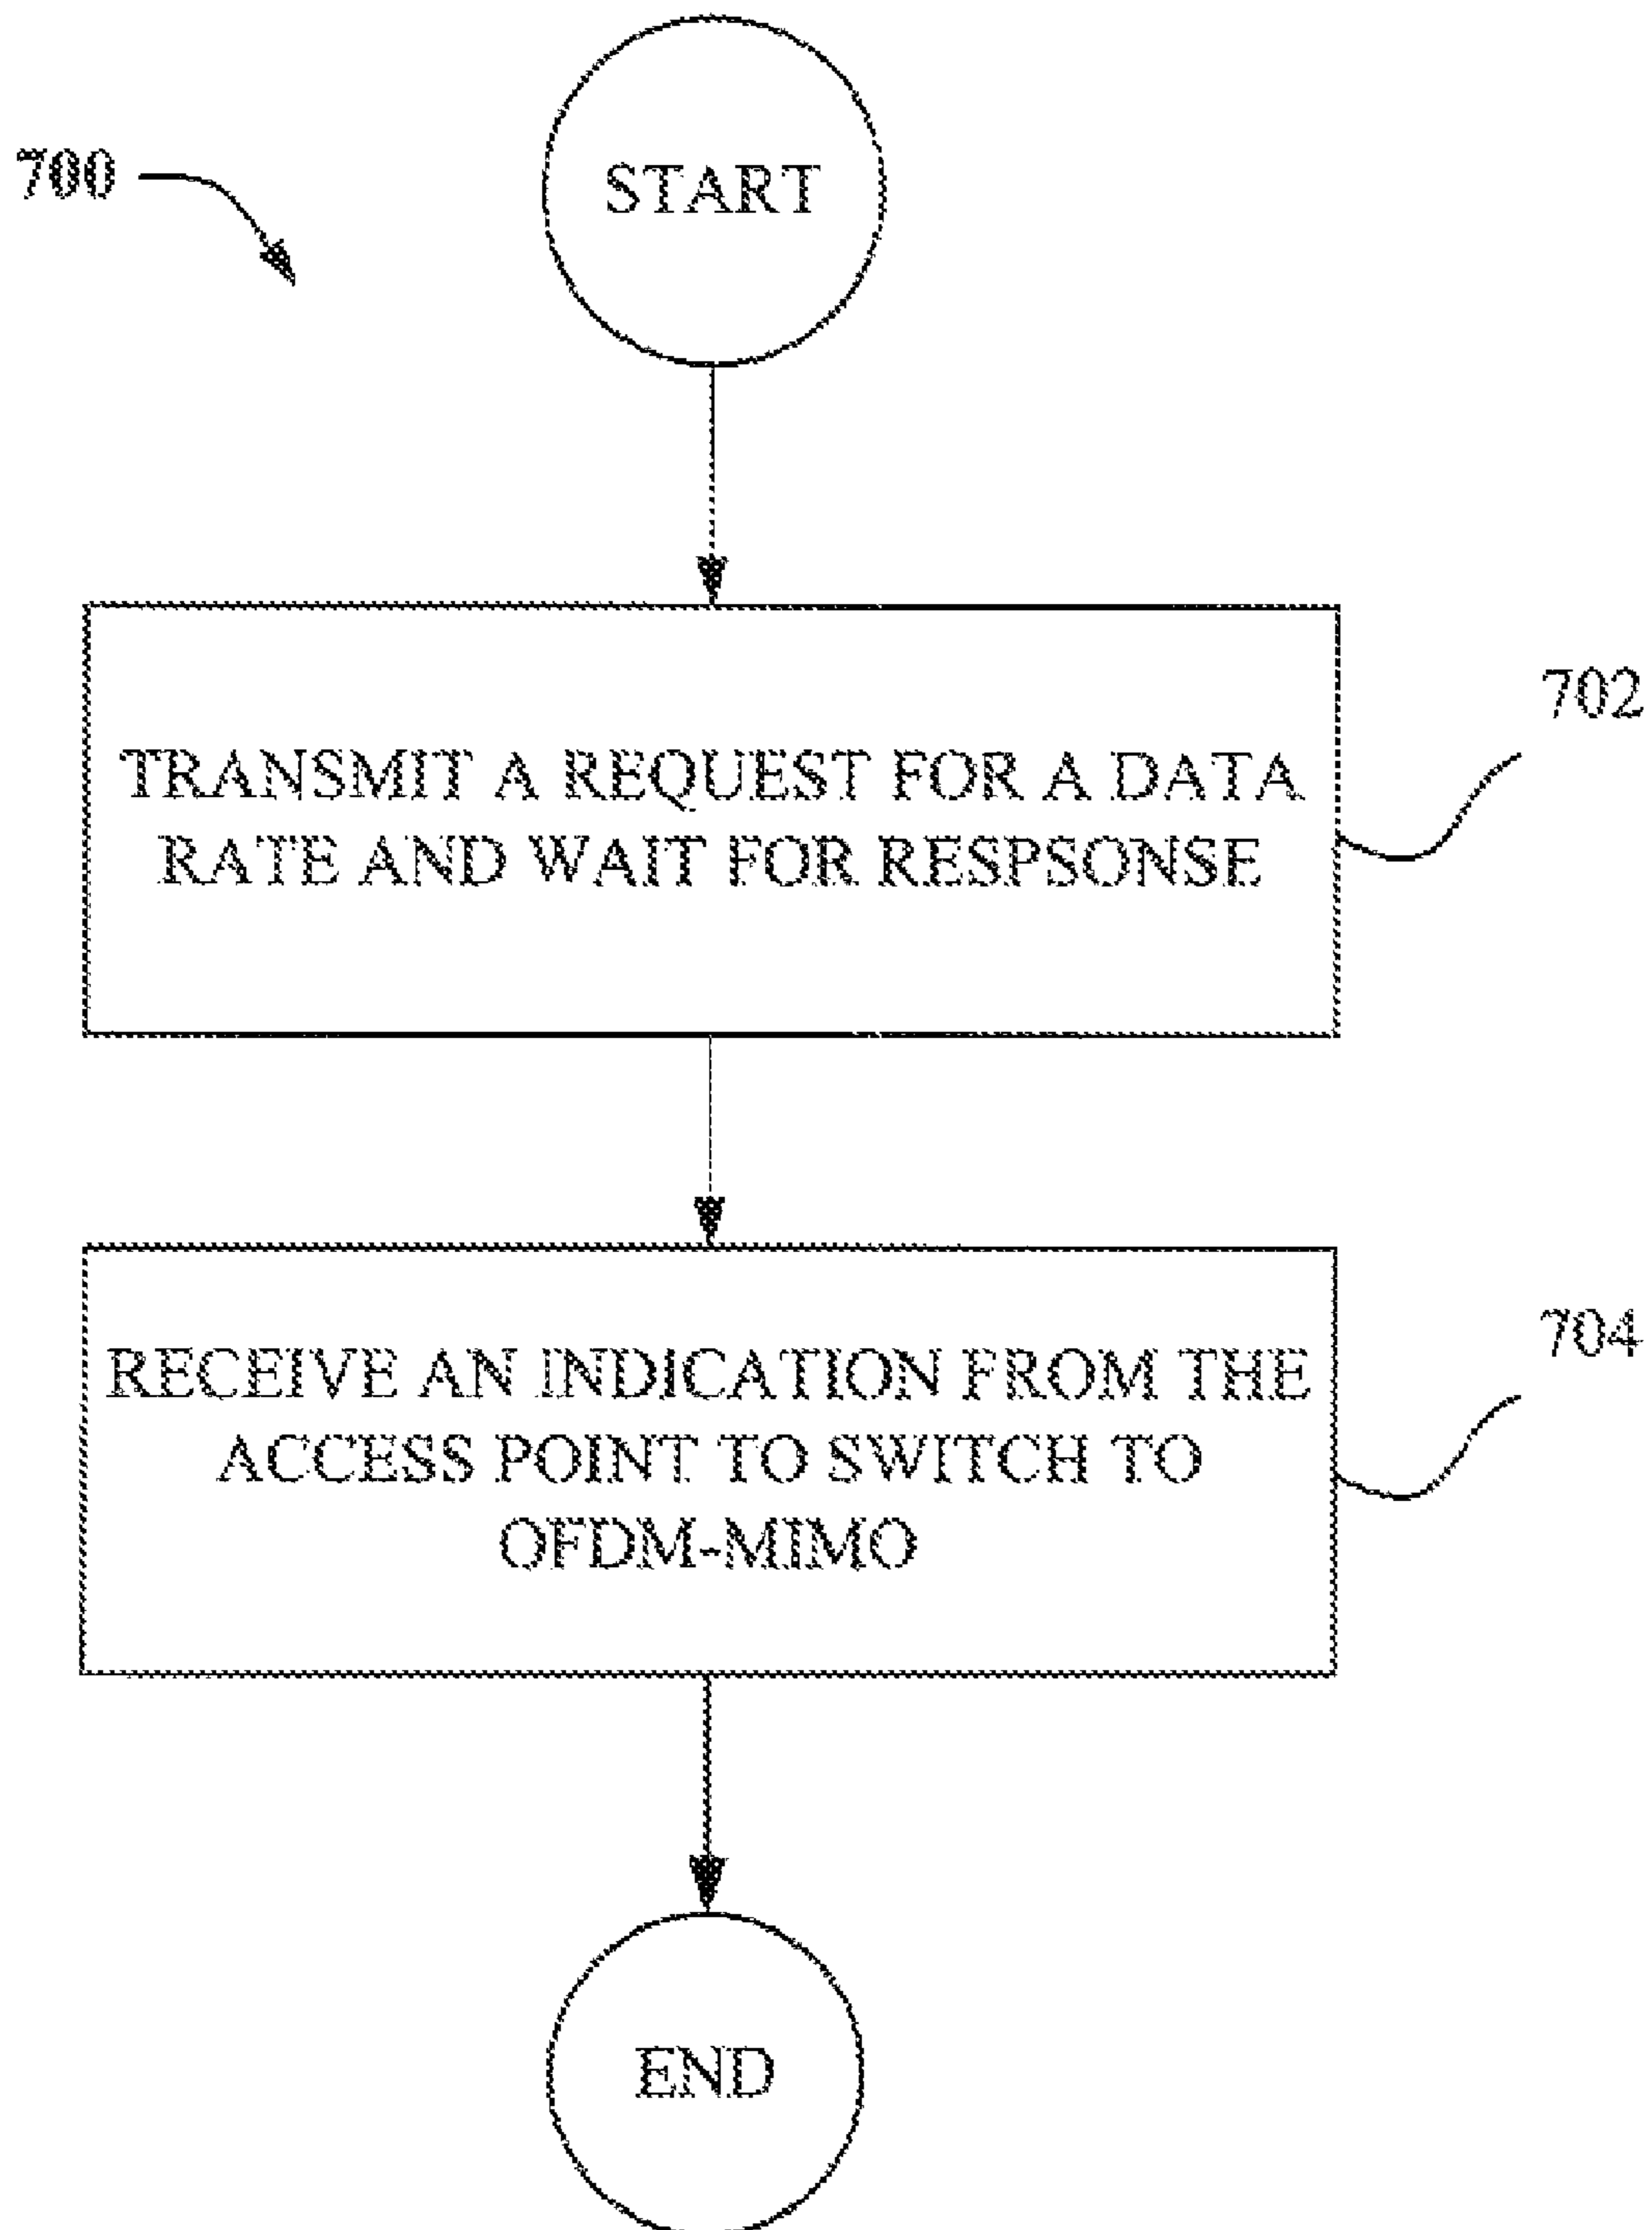 700
START
702
TRANSMIT A REQUEST FOR A DATA
RATE AND WAIT FOR RESPSONSE
704
RECEIVE AN INDICATION FROM THE
ACCESS POINT TO SWITCH TO
OFDM-MIMO
END